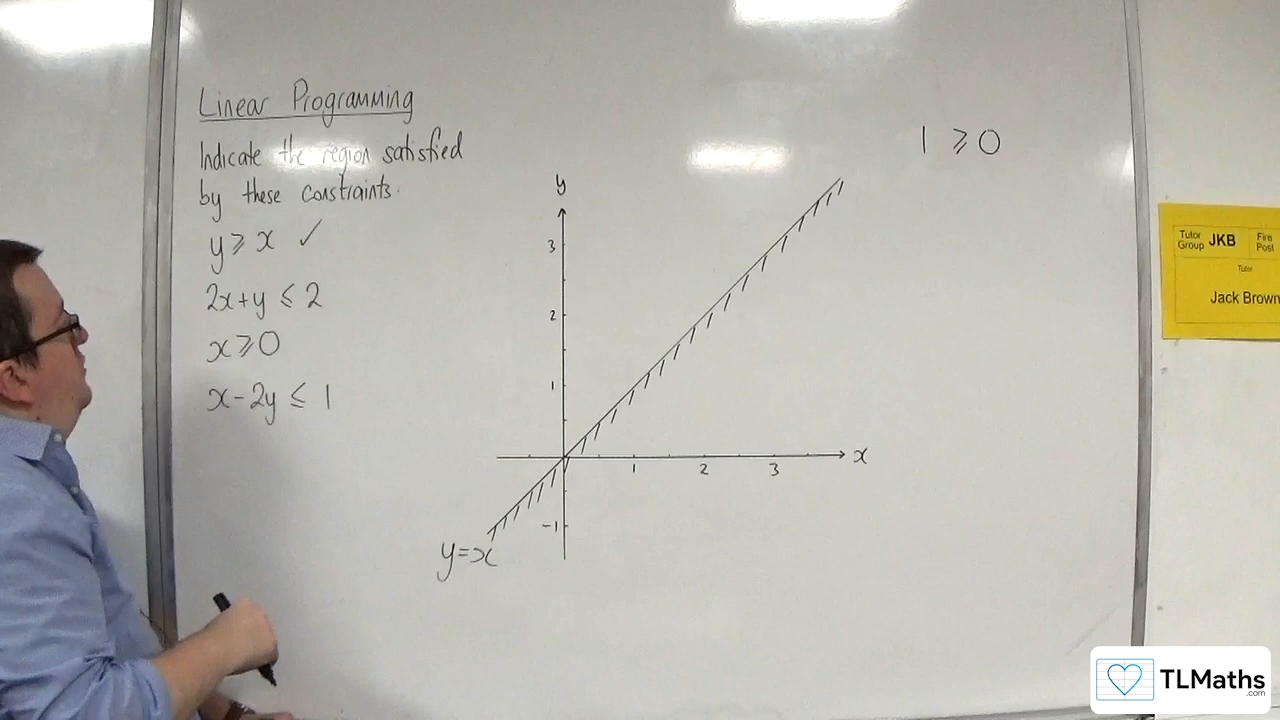 Linear Programming
Indicate the region satisfied
by these constraints.
y ⩾ x ✓
2x+y ⩽ 2
x ⩾ 0
x-2y ⩽ 1
1 ⩾ 0
y
3
2
1
1 2 3 x
-1
y=x
Tutor Group JKB Fire Post
Tutor
Jack Brown
TLMaths
.com